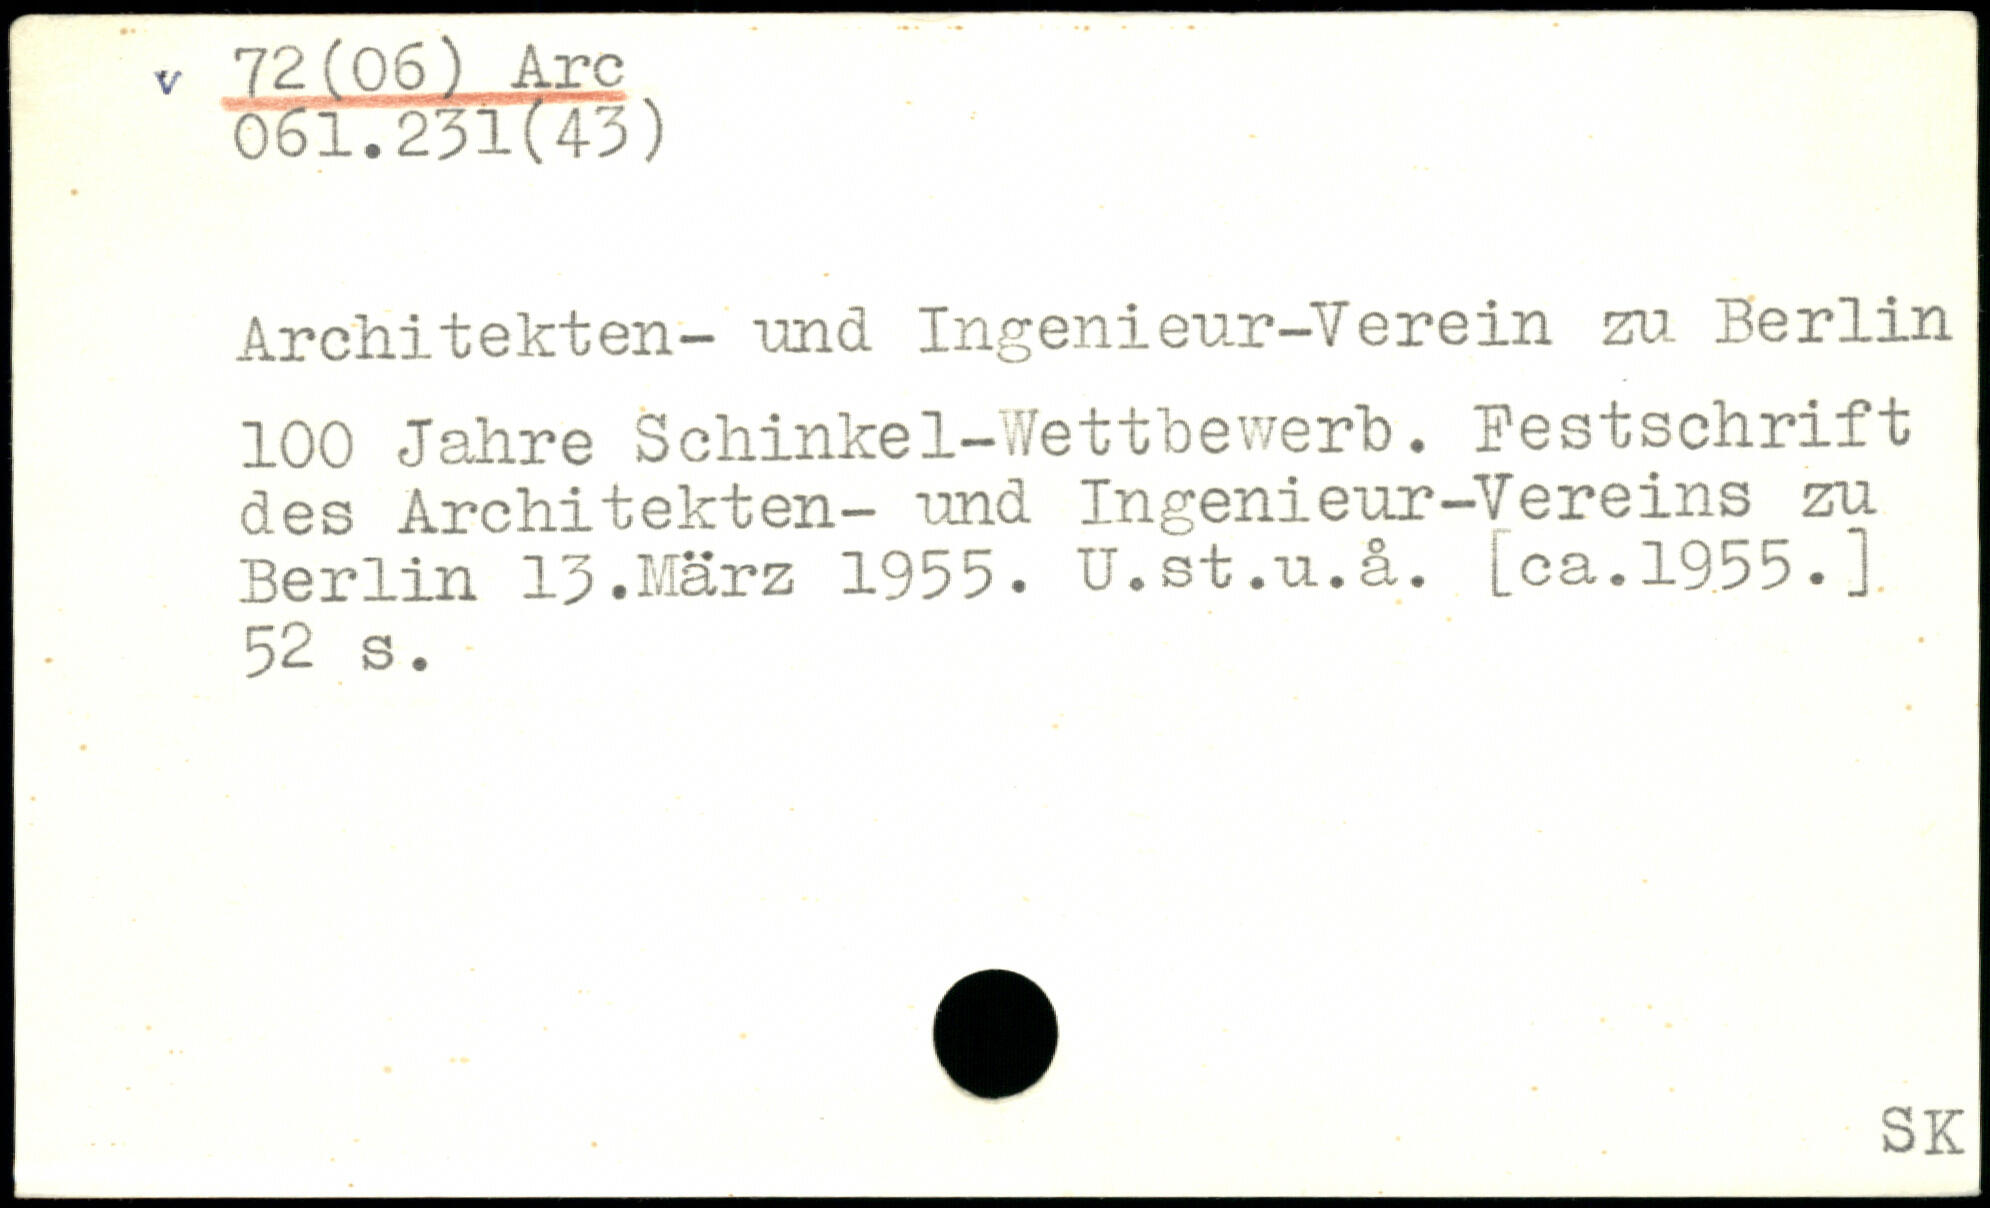 v 72(06) Arc
061.231(43)
Architekten- und Ingenieur-Verein zu Berlin
100 Jahre Schinkel-Wettbewerb. Festschrift
des Architekten- und Ingenieur-Vereins zu
Berlin 13.März 1955. U.st.u.å. [ca.1955.]
52 s.
SK